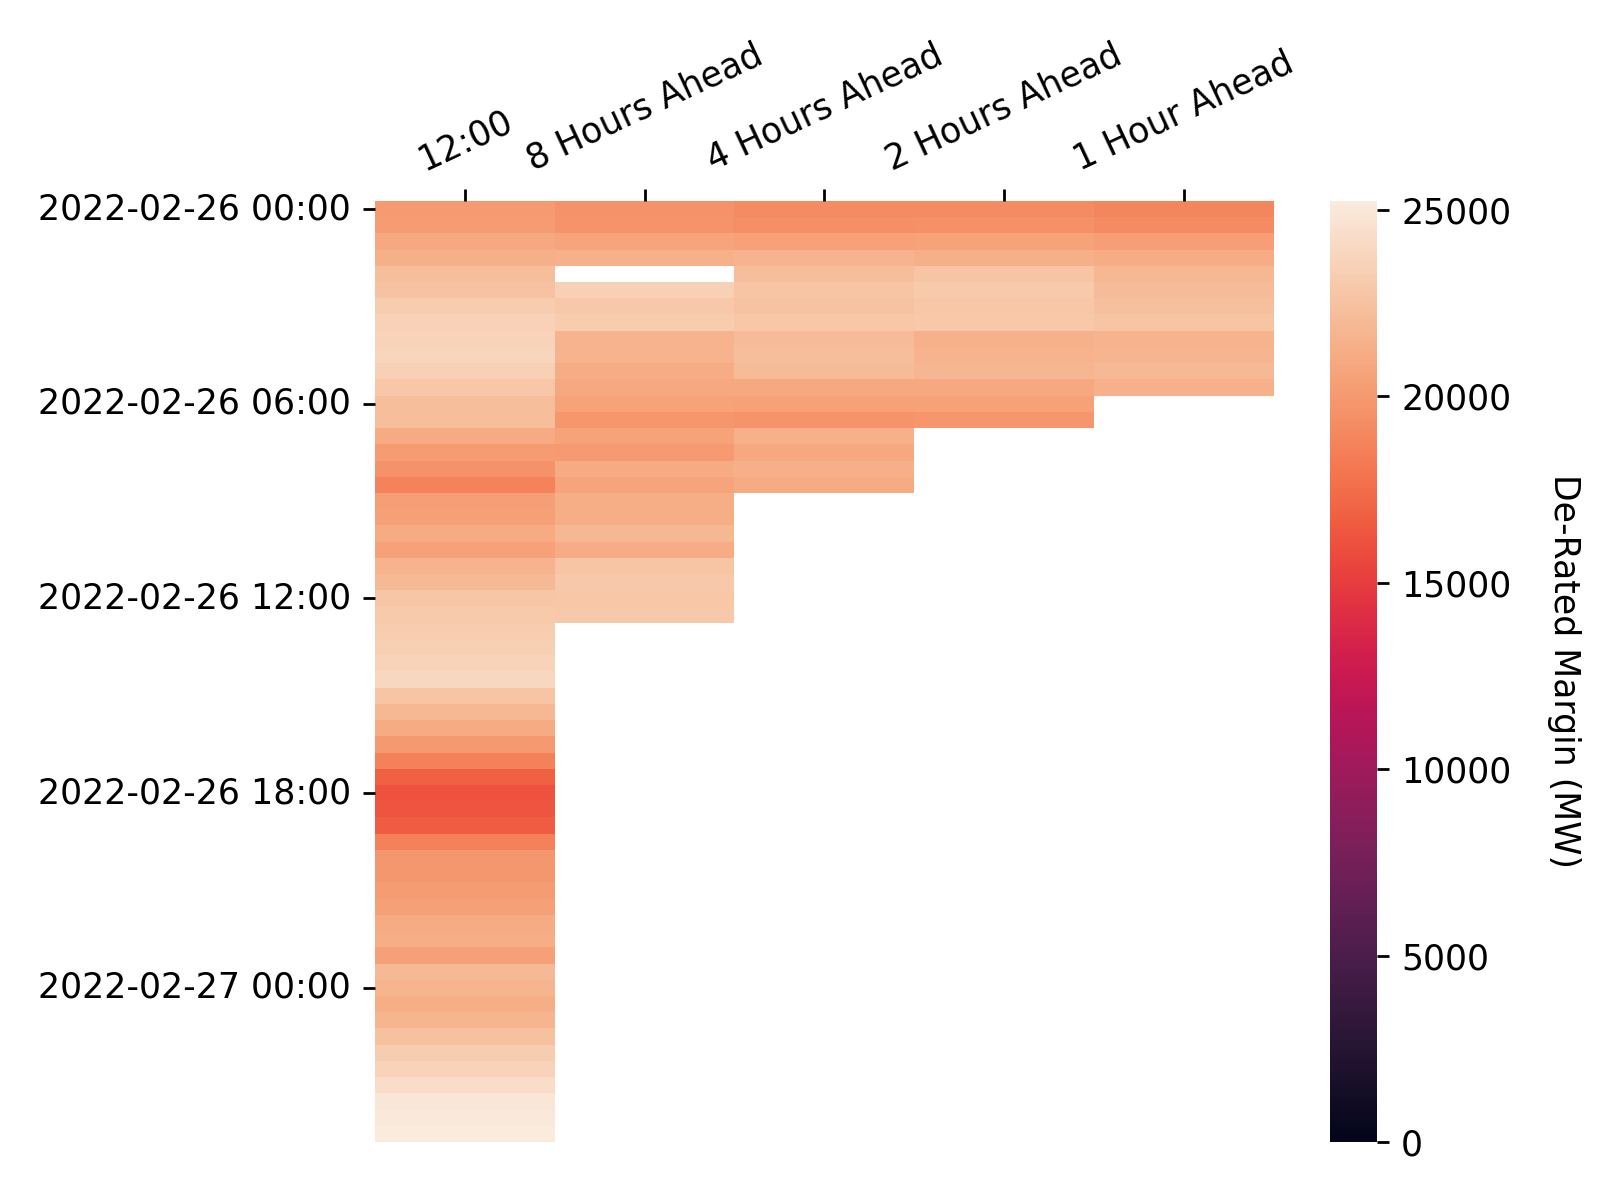 12:00
8 Hours Ahead
4 Hours Ahead
2 Hours Ahead
1 Hour Ahead
2022-02-26 00:00
2022-02-26 06:00
2022-02-26 12:00
2022-02-26 18:00
2022-02-27 00:00
25000
20000
15000
10000
5000
0
De-Rated Margin (MW)